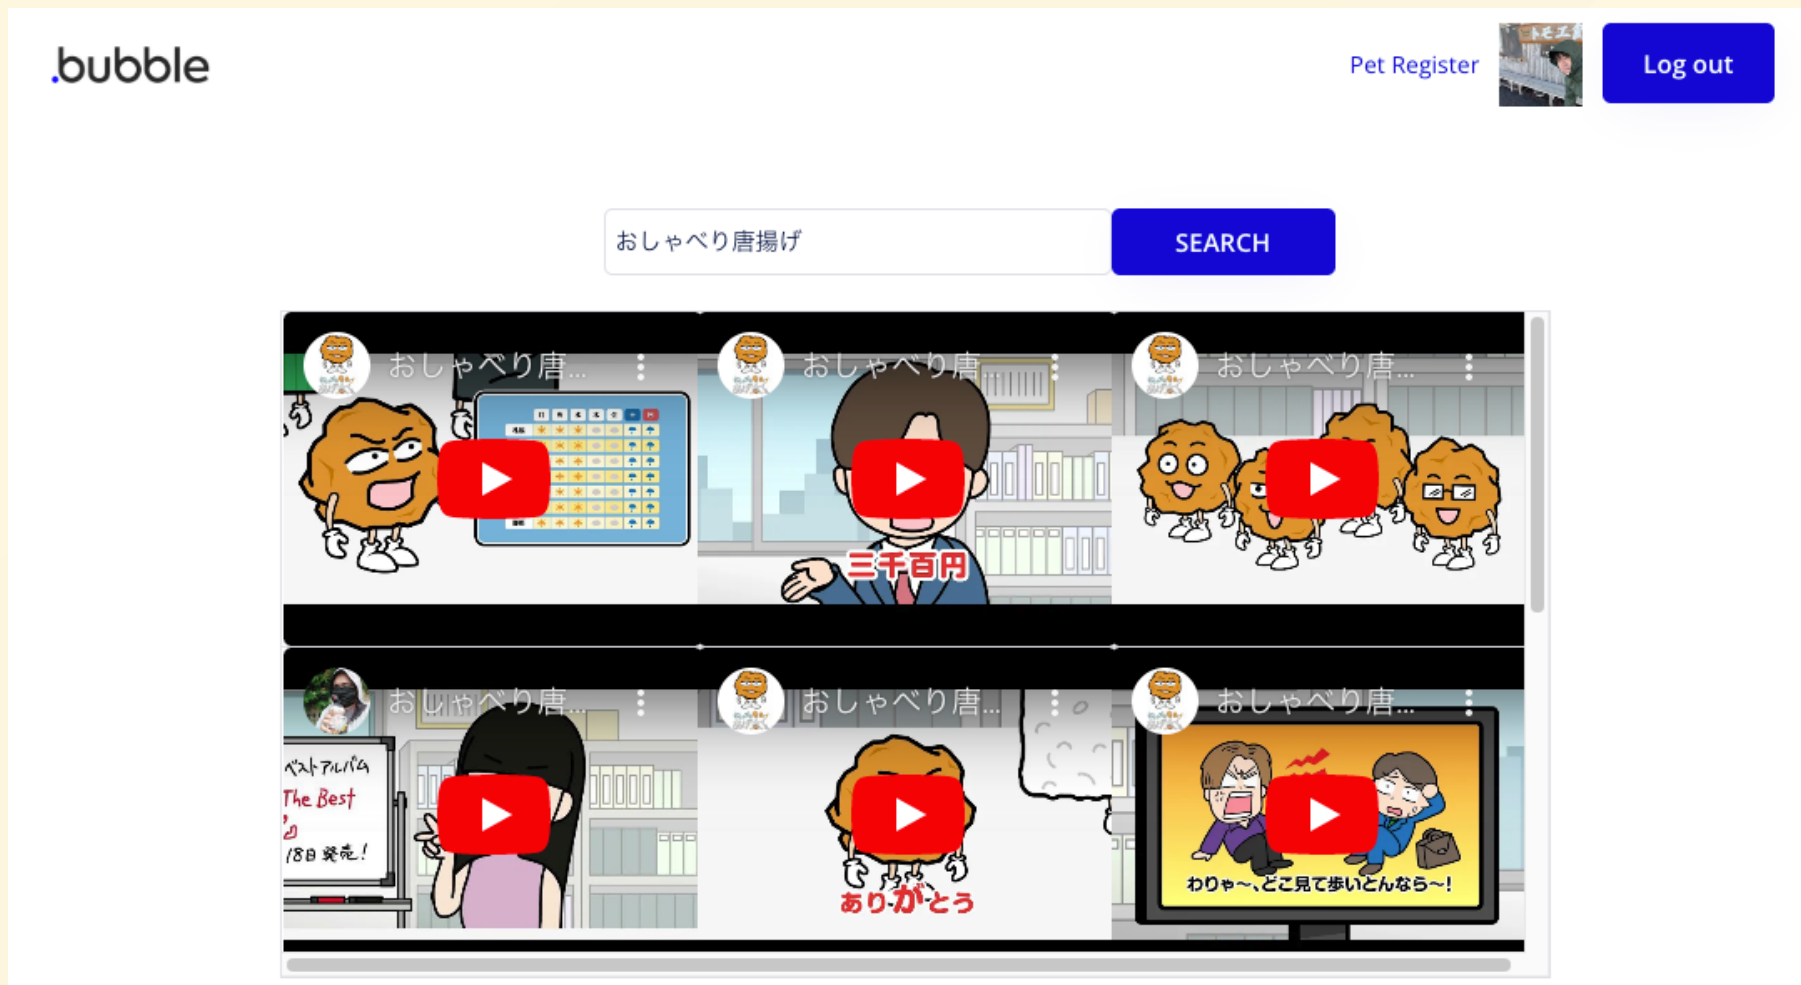 .bubble
Pet Register
Log out
おしゃべり唐揚げ
SEARCH
おしゃべり唐...
おしゃべり唐...
おしゃべり唐...
三千百円
おしゃべり唐...
おしゃべり唐...
おしゃべり唐...
ベストアルバム
The Best
18日発売!
ありがとう
わりゃ〜、どこ見て歩いとんなら〜!